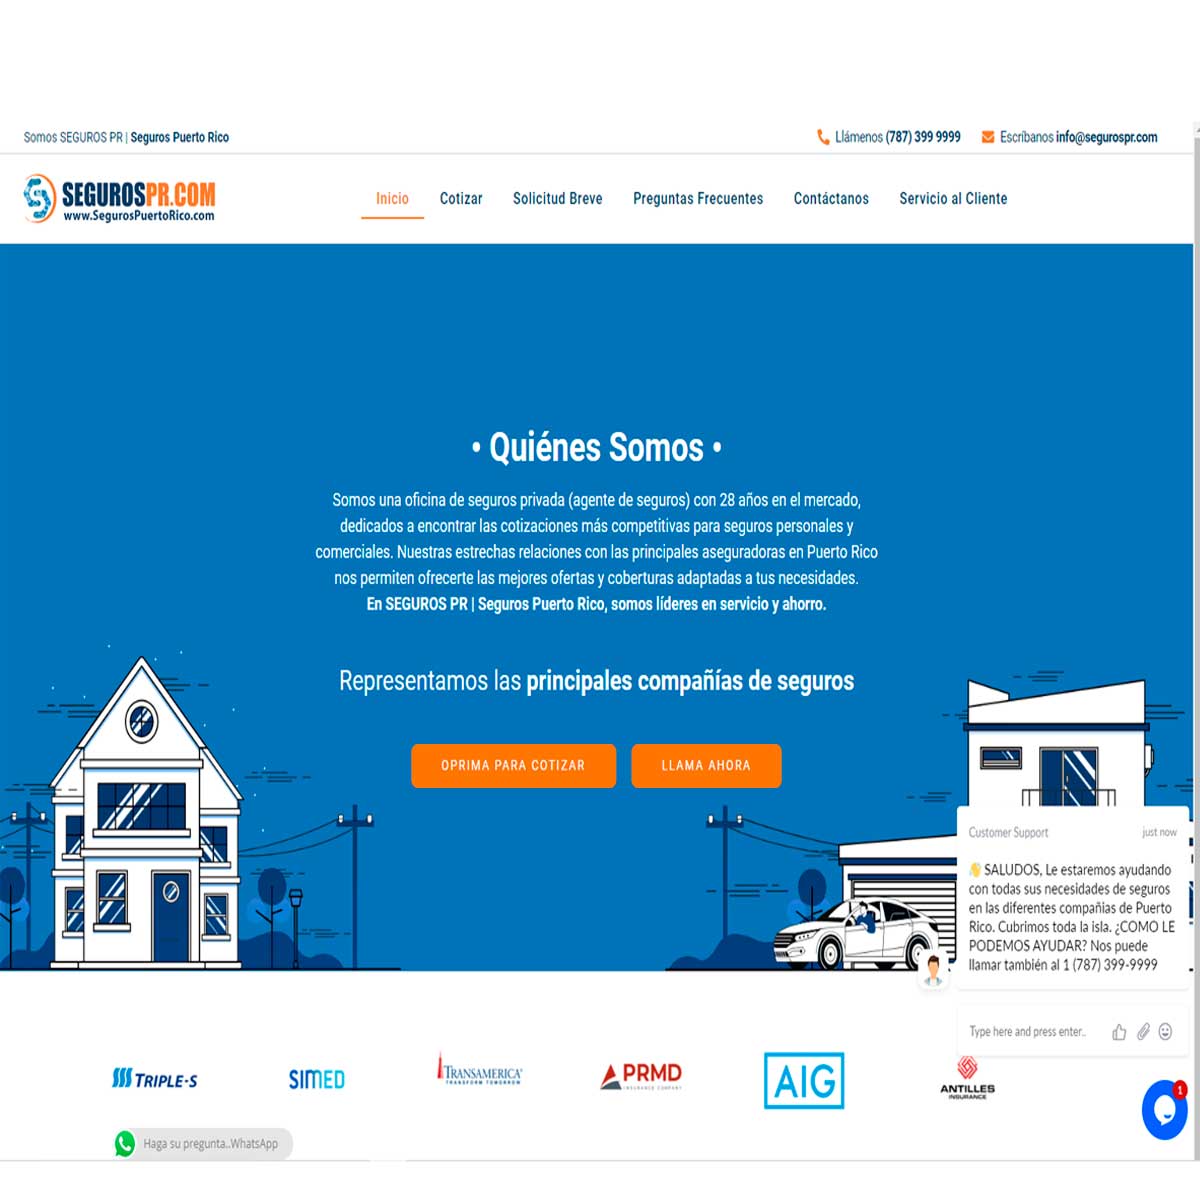 Somos SEGUROS PR | Seguros Puerto Rico
Llámenos (787) 399 9999
Escríbanos info@segurospr.com
SEGUROSPR.COM
www.SegurosPuertoRico.com
Inicio
Cotizar
Solicitud Breve
Preguntas Frecuentes
Contáctanos
Servicio al Cliente
• Quiénes Somos •
Somos una oficina de seguros privada (agente de seguros) con 28 años en el mercado,
dedicados a encontrar las cotizaciones más competitivas para seguros personales y
comerciales. Nuestras estrechas relaciones con las principales aseguradoras en Puerto Rico
nos permiten ofrecerte las mejores ofertas y coberturas adaptadas a tus necesidades.
En SEGUROS PR | Seguros Puerto Rico, somos líderes en servicio y ahorro.
Representamos las principales compañías de seguros
OPRIMA PARA COTIZAR
LLAMA AHORA
Customer Support
just now
👋 SALUDOS, Le estaremos ayudando
con todas sus necesidades de seguros
en las diferentes compañias de Puerto
Rico. Cubrimos toda la isla. ¿COMO LE
PODEMOS AYUDAR? Nos puede
llamar también al 1 (787) 399-9999
Type here and press enter..
TRIPLE-S
SIMED
TRANSAMERICA
TRANSFORM TOMORROW
PRMD
INSURANCE COMPANY
AIG
ANTILLES
INSURANCE
1
Haga su pregunta..WhatsApp